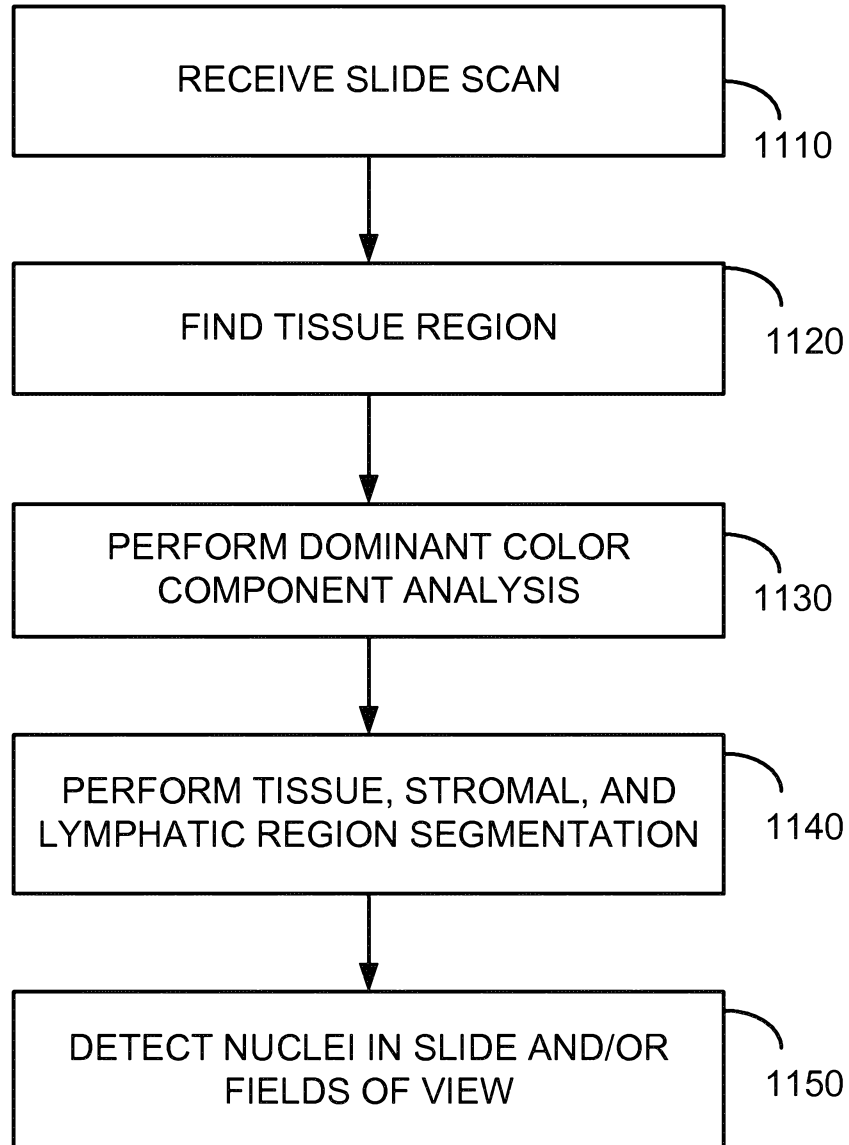 RECEIVE SLIDE SCAN
1110
FIND TISSUE REGION
1120
PERFORM DOMINANT COLOR
COMPONENT ANALYSIS
1130
PERFORM TISSUE, STROMAL, AND
LYMPHATIC REGION SEGMENTATION
1140
DETECT NUCLEI IN SLIDE AND/OR
FIELDS OF VIEW
1150